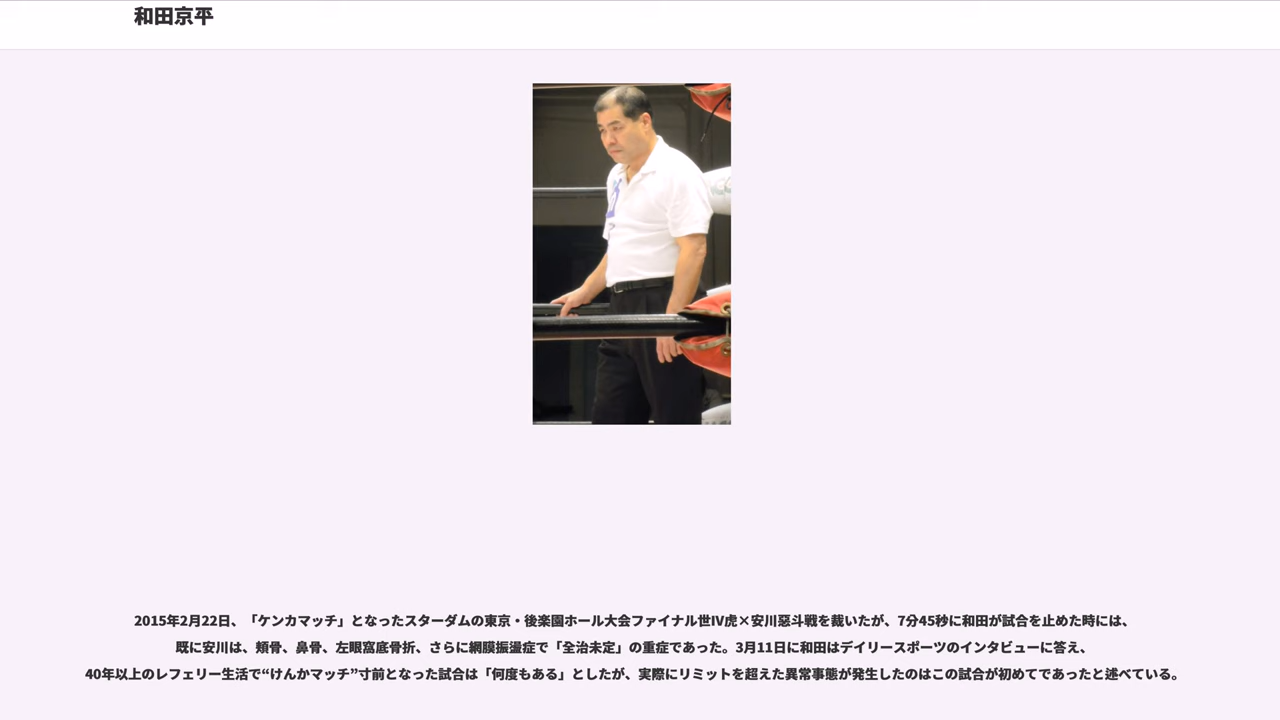 和田京平
2015年2月22日、「ケンカマッチ」となったスターダムの東京・後楽園ホール大会ファイナル世IV虎×安川惡斗戦を裁いたが、7分45秒に和田が試合を止めた時には、
既に安川は、頬骨、鼻骨、左眼窩底骨折、さらに網膜振盪症で「全治未定」の重症であった。3月11日に和田はデイリースポーツのインタビューに答え、
40年以上のレフェリー生活で“けんかマッチ”寸前となった試合は「何度もある」としたが、実際にリミットを超えた異常事態が発生したのはこの試合が初めてであったと述べている。